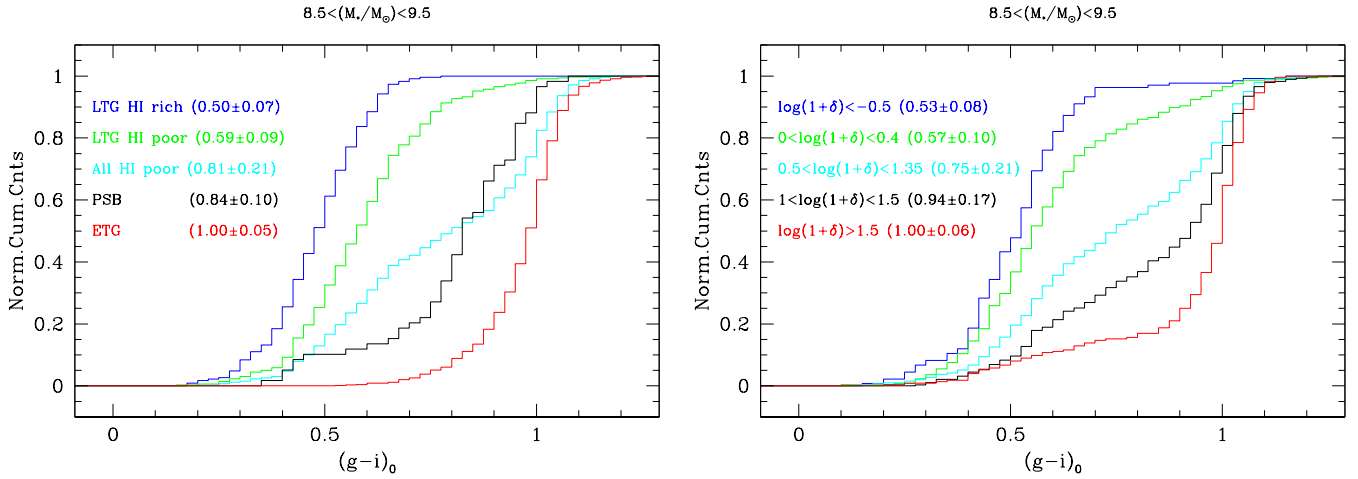 8.5<(M⋆/M⊙)<9.5
Norm.Cum.Cnts
1
0.8
0.6
0.4
0.2
0
LTG HI rich (0.50±0.07)
LTG HI poor (0.59±0.09)
All HI poor (0.81±0.21)
PSB (0.84±0.10)
ETG (1.00±0.05)
0 0.5 1
(g−i)₀
8.5<(M⋆/M⊙)<9.5
Norm.Cum.Cnts
1
0.8
0.6
0.4
0.2
0
log(1+δ)<−0.5 (0.53±0.08)
0<log(1+δ)<0.4 (0.57±0.10)
0.5<log(1+δ)<1.35 (0.75±0.21)
1<log(1+δ)<1.5 (0.94±0.17)
log(1+δ)>1.5 (1.00±0.06)
0 0.5 1
(g−i)₀